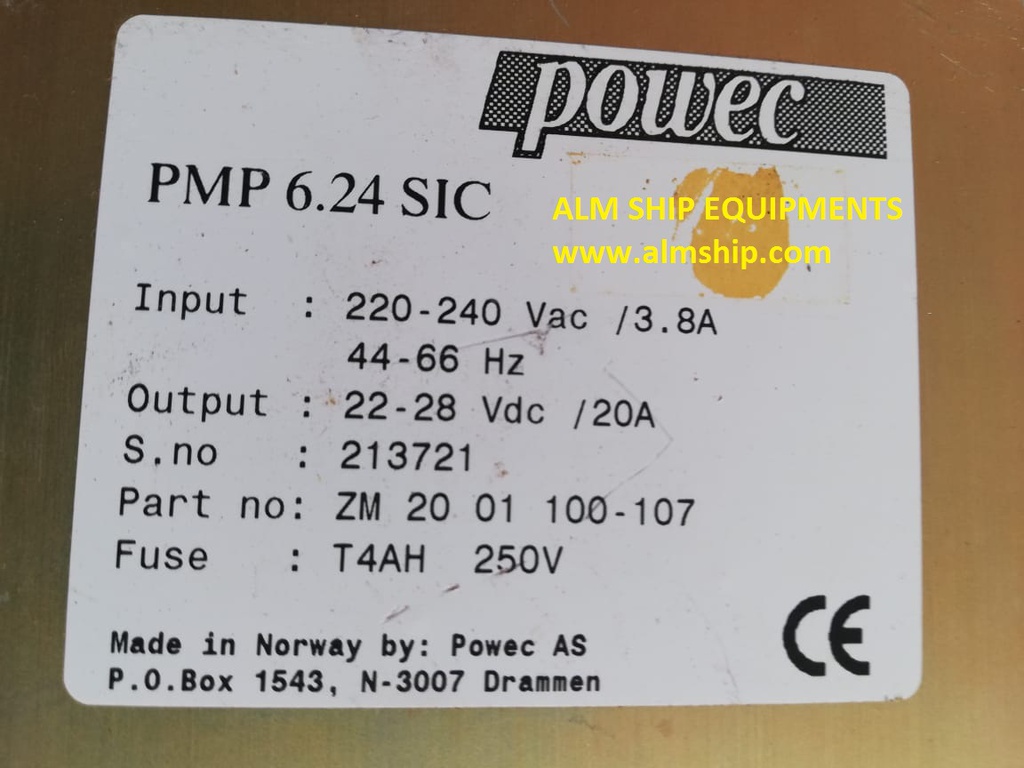 powec
PMP 6.24 SIC
ALM SHIP EQUIPMENTS
www.almship.com
Input : 220-240 Vac /3.8A
44-66 Hz
Output : 22-28 Vdc /20A
S.no : 213721
Part no: ZM 20 01 100-107
Fuse : T4AH 250V
Made in Norway by: Powec AS
P.O.Box 1543, N-3007 Drammen
CE